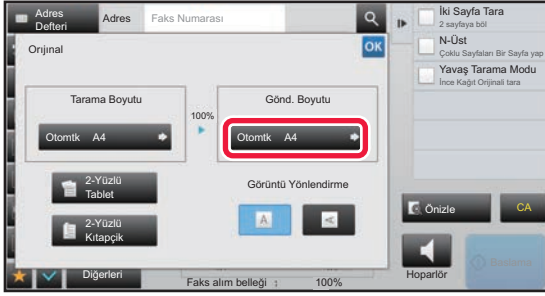 Adres
Defteri
Adres
Faks Numarası
İki Sayfa Tara
2 sayfaya böl
N-Üst
Çoklu Sayfaları Bir Sayfa yap
Yavaş Tarama Modu
İnce Kağıt Orijinali tara
Orıjınal
OK
Tarama Boyutu
Gönd. Boyutu
100%
Otomtk A4
Otomtk A4
2-Yüzlü
Tablet
Görüntü Yönlendirme
2-Yüzlü
Kıtapçik
A
A
Önizle
CA
Diğerleri
Faks alım belleği : 100%
Hoparlör